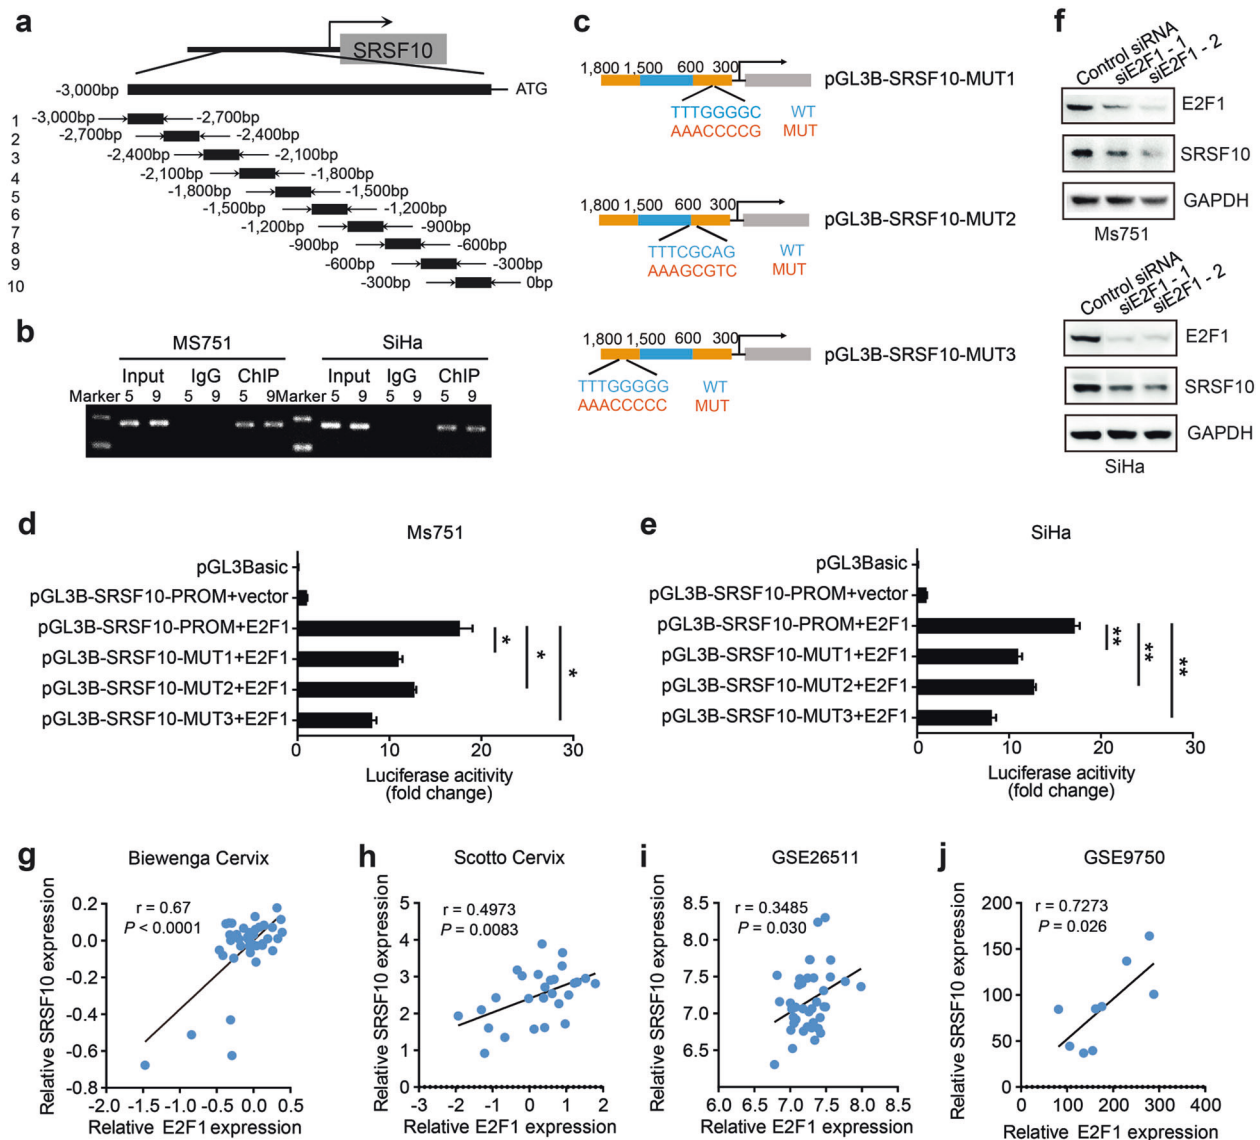 a
SRSF10
-3,000bp ATG
1 -3,000bp -2,700bp
2 -2,700bp -2,400bp
3 -2,400bp -2,100bp
4 -2,100bp -1,800bp
5 -1,800bp -1,500bp
6 -1,500bp -1,200bp
7 -1,200bp -900bp
8 -900bp -600bp
9 -600bp -300bp
10 -300bp 0bp
b
MS751 SiHa
Input IgG ChIP Input IgG ChIP
Marker 5 9 5 9 5 9 Marker 5 9 5 9 5 9
c
1,800 1,500 600 300
pGL3B-SRSF10-MUT1
TTTGGGGC WT
AAACCCCG MUT
1,800 1,500 600 300
pGL3B-SRSF10-MUT2
TTTCGCAG WT
AAAGCGTC MUT
1,800 1,500 600 300
pGL3B-SRSF10-MUT3
TTTGGGGG WT
AAACCCCC MUT
f
Control siRNA
siE2F1 - 1
siE2F1 - 2
E2F1
SRSF10
GAPDH
Ms751
Control siRNA
siE2F1 - 1
siE2F1 - 2
E2F1
SRSF10
GAPDH
SiHa
d
Ms751
pGL3Basic
pGL3B-SRSF10-PROM+vector
pGL3B-SRSF10-PROM+E2F1
pGL3B-SRSF10-MUT1+E2F1
pGL3B-SRSF10-MUT2+E2F1
pGL3B-SRSF10-MUT3+E2F1
* * *
0 10 20 30
Luciferase acitivity
(fold change)
e
SiHa
pGL3Basic
pGL3B-SRSF10-PROM+vector
pGL3B-SRSF10-PROM+E2F1
pGL3B-SRSF10-MUT1+E2F1
pGL3B-SRSF10-MUT2+E2F1
pGL3B-SRSF10-MUT3+E2F1
** ** **
0 10 20 30
Luciferase acitivity
(fold change)
g
Biewenga Cervix
Relative SRSF10 expression
r = 0.67
P < 0.0001
0.2
0.0
-0.2
-0.4
-0.6
-0.8
-2.0 -1.5 -1.0 -0.5 0.0 0.5
Relative E2F1 expression
h
Scotto Cervix
Relative SRSF10 expression
r = 0.4973
P = 0.0083
5
4
3
2
1
0
-3 -2 -1 0 1 2
Relative E2F1 expression
i
GSE26511
Relative SRSF10 expression
r = 0.3485
P = 0.030
8.5
8.0
7.5
7.0
6.5
6.0 6.5 7.0 7.5 8.0 8.5
Relative E2F1 expression
j
GSE9750
Relative SRSF10 expression
r = 0.7273
P = 0.026
200
150
100
50
0
0 100 200 300 400
Relative E2F1 expression